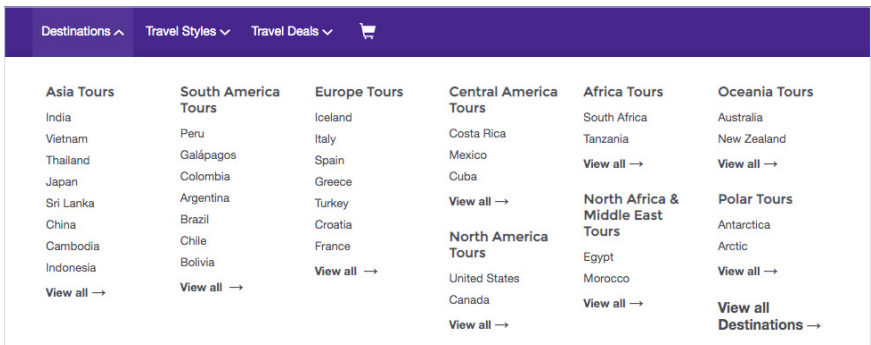 Destinations Travel Styles Travel Deals
Asia Tours
India
Vietnam
Thailand
Japan
Sri Lanka
China
Cambodia
Indonesia
View all →
South America
Tours
Peru
Galápagos
Colombia
Argentina
Brazil
Chile
Bolivia
View all →
Europe Tours
Iceland
Italy
Spain
Greece
Turkey
Croatia
France
View all →
Central America
Tours
Costa Rica
Mexico
Cuba
View all →
North America
Tours
United States
Canada
View all →
Africa Tours
South Africa
Tanzania
View all →
North Africa &
Middle East
Tours
Egypt
Morocco
View all →
Oceania Tours
Australia
New Zealand
View all →
Polar Tours
Antarctica
Arctic
View all →
View all
Destinations →